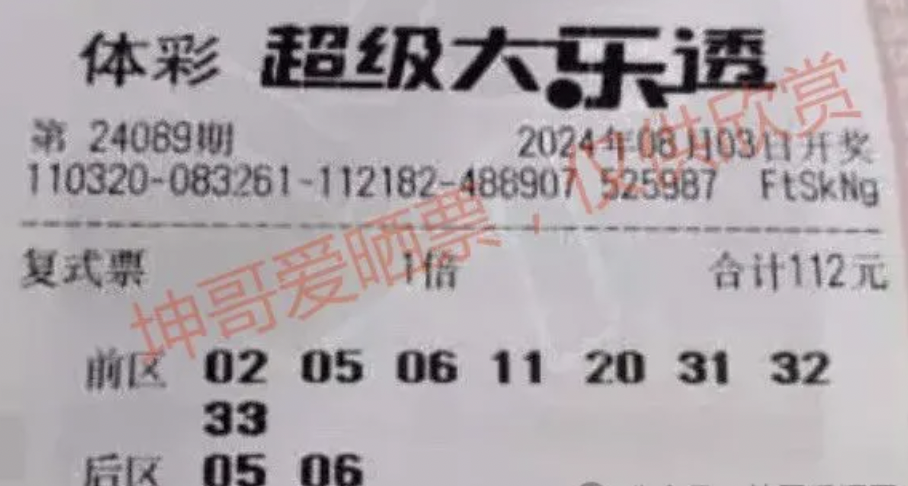 体彩 超级大乐透
第 24089期 2024年08月03日开奖
110320-083261-112182-488907 525987 FtSkNg
复式票 1倍 合计112元
坤哥爱晒票，仅供欣赏
前区 02 05 06 11 20 31 32
33
后区 05 06